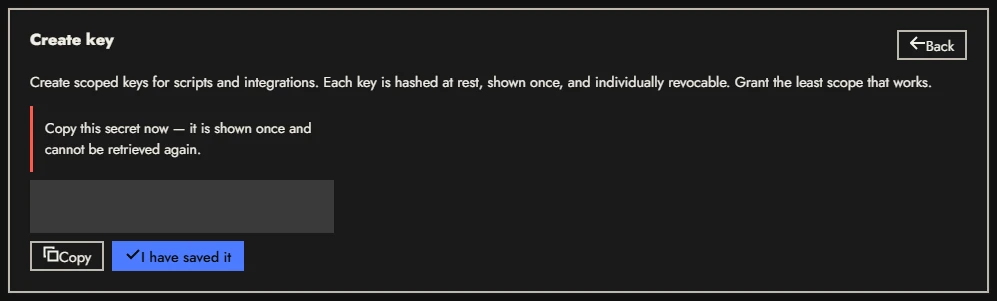 Create key
Back
Create scoped keys for scripts and integrations. Each key is hashed at rest, shown once, and individually revocable. Grant the least scope that works.
Copy this secret now — it is shown once and
cannot be retrieved again.
Copy
I have saved it